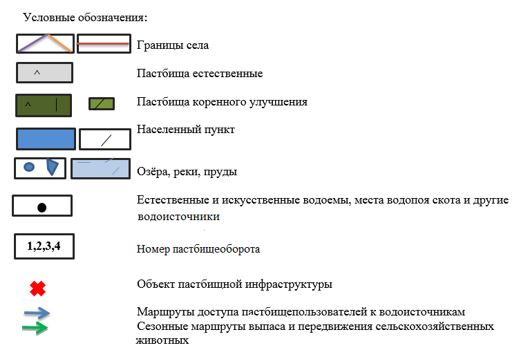 Условные обозначения:
Границы села
Пастбища естественные
Пастбища коренного улучшения
Населенный пункт
Озёра, реки, пруды
Естественные и искусственные водоемы, места водопоя скота и другие
водоисточники
1,2,3,4
Номер пастбищеоборота
Объект пастбищной инфраструктуры
Маршруты доступа пастбищепользователей к водоисточникам
Сезонные маршруты выпаса и передвижения сельскохозяйственных
животных